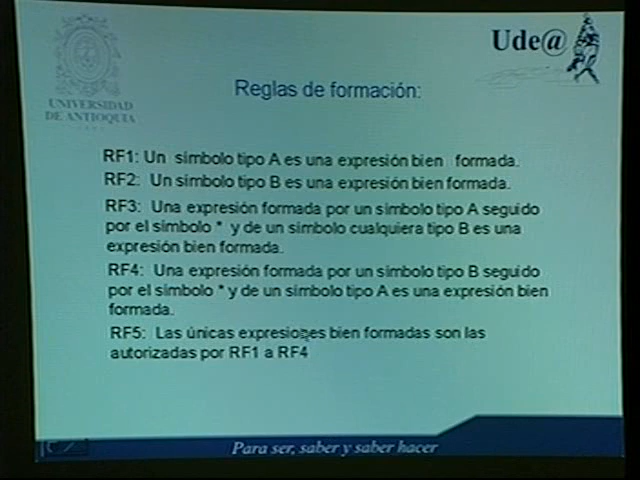 UNIVERSIDAD
DE ANTIOQUIA
Ude@
Reglas de formación:
RF1: Un símbolo tipo A es una expresión bien formada.
RF2: Un símbolo tipo B es una expresión bien formada.
RF3: Una expresión formada por un símbolo tipo A seguido
por el símbolo * y de un símbolo cualquiera tipo B es una
expresión bien formada.
RF4: Una expresión formada por un símbolo tipo B seguido
por el símbolo * y de un símbolo tipo A es una expresión bien
formada.
RF5: Las únicas expresiones bien formadas son las
autorizadas por RF1 a RF4
Para ser, saber y saber hacer